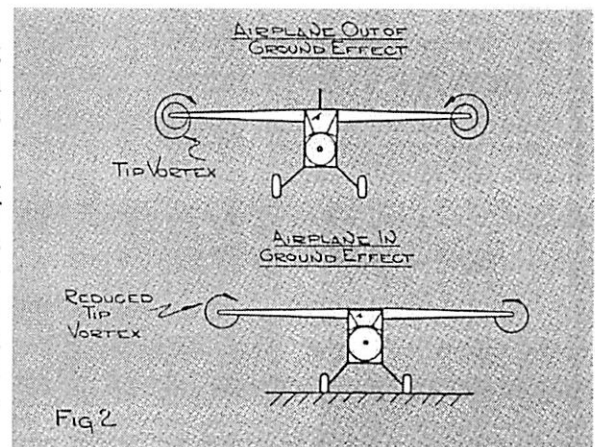 AIRPLANE OUT OF
GROUND EFFECT
TIP VORTEX
AIRPLANE IN
GROUND EFFECT
REDUCED
TIP
VORTEX
Fig 2